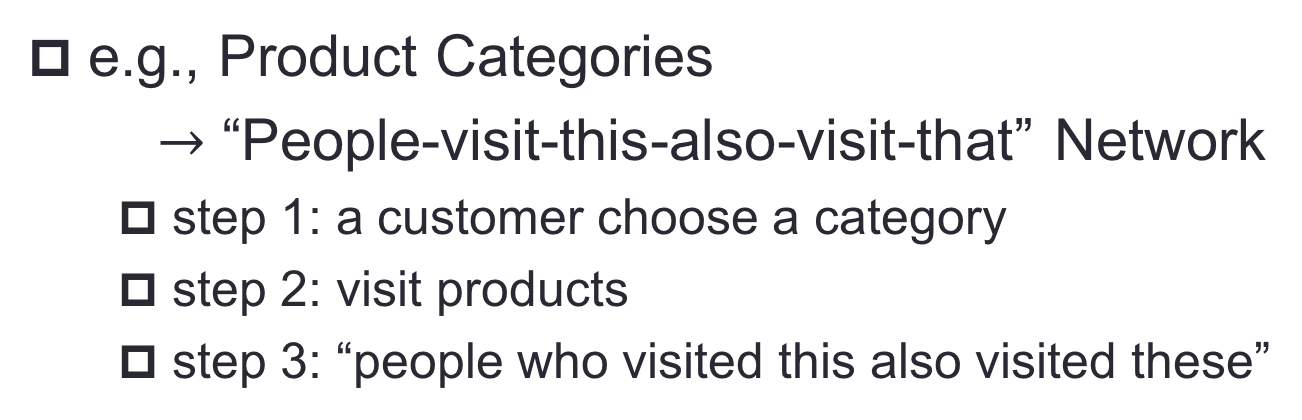 e.g., Product Categories
→ “People-visit-this-also-visit-that” Network
step 1: a customer choose a category
step 2: visit products
step 3: “people who visited this also visited these”